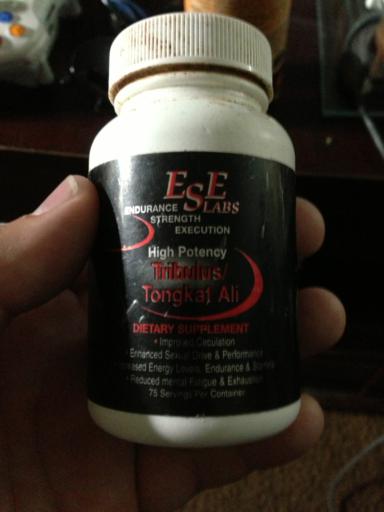 ESE
LABS
ENDURANCE
STRENGTH
EXECUTION
High Potency
Tribulus/
Tongkat Ali
DIETARY SUPPLEMENT
• Improved Circulation
Enhanced Sexual Drive & Performance
Energy Levels, Endurance & Stamina
• Reduced mental Fatigue & Exhaustion
75 Servings Per Container